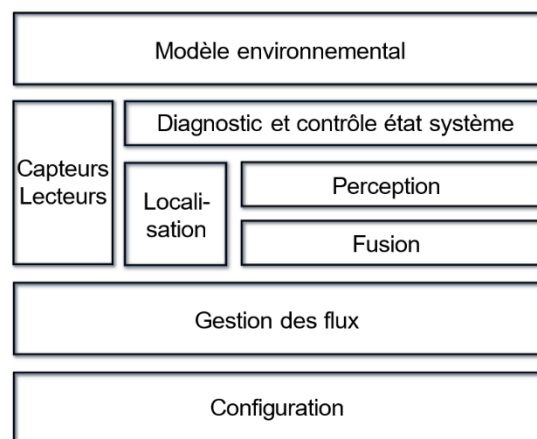 Modèle environnemental
Diagnostic et contrôle état système
Capteurs
Lecteurs
Locali-
sation
Perception
Fusion
Gestion des flux
Configuration